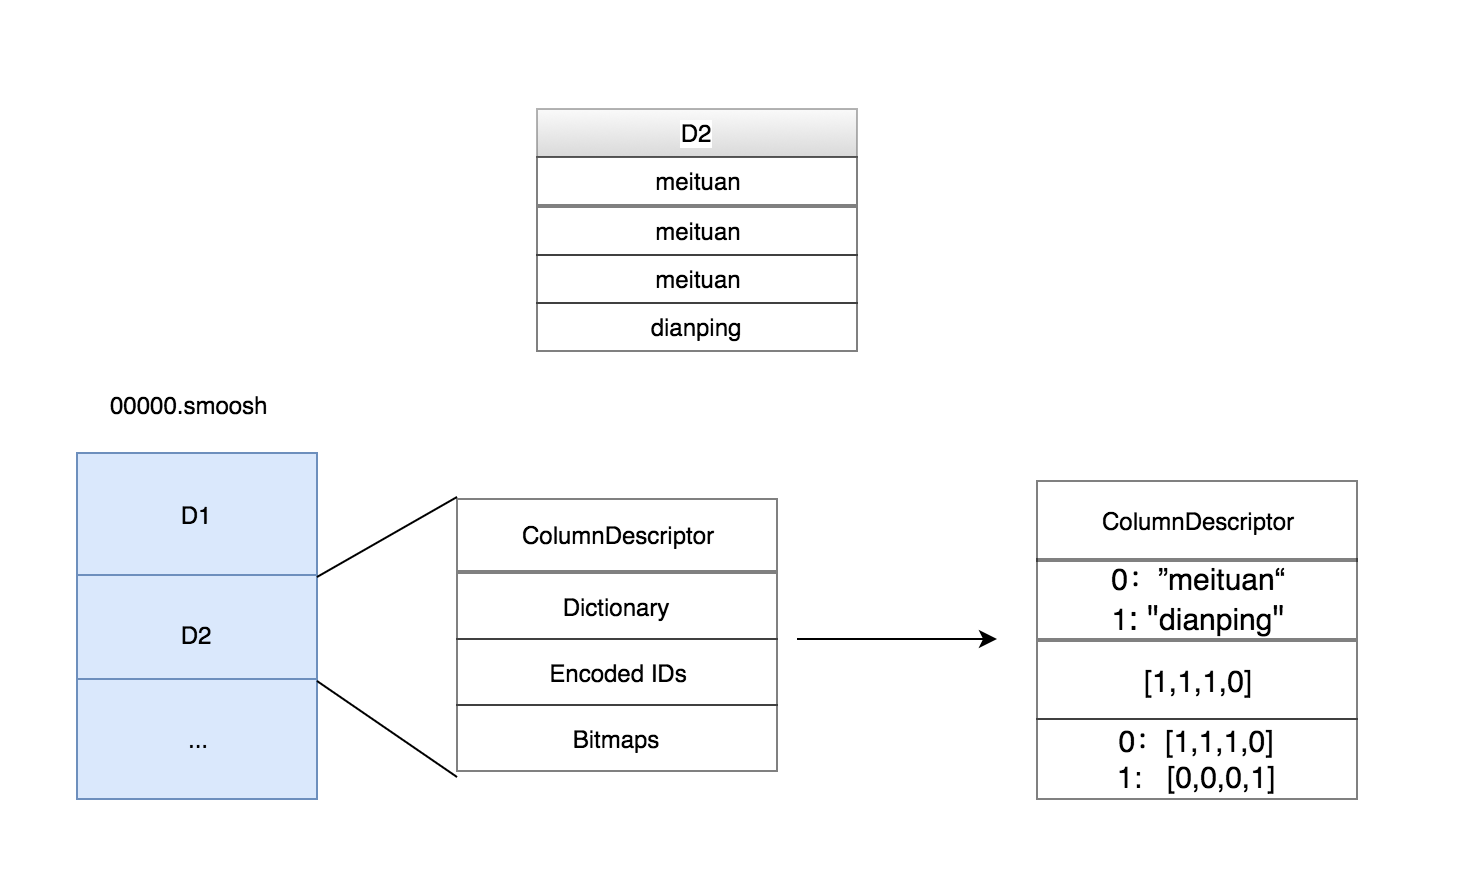 D2
meituan
meituan
meituan
dianping
00000.smoosh
D1
D2
...
ColumnDescriptor
Dictionary
Encoded IDs
Bitmaps
ColumnDescriptor
0：”meituan“
1: "dianping"
[1,1,1,0]
0：[1,1,1,0]
1: [0,0,0,1]